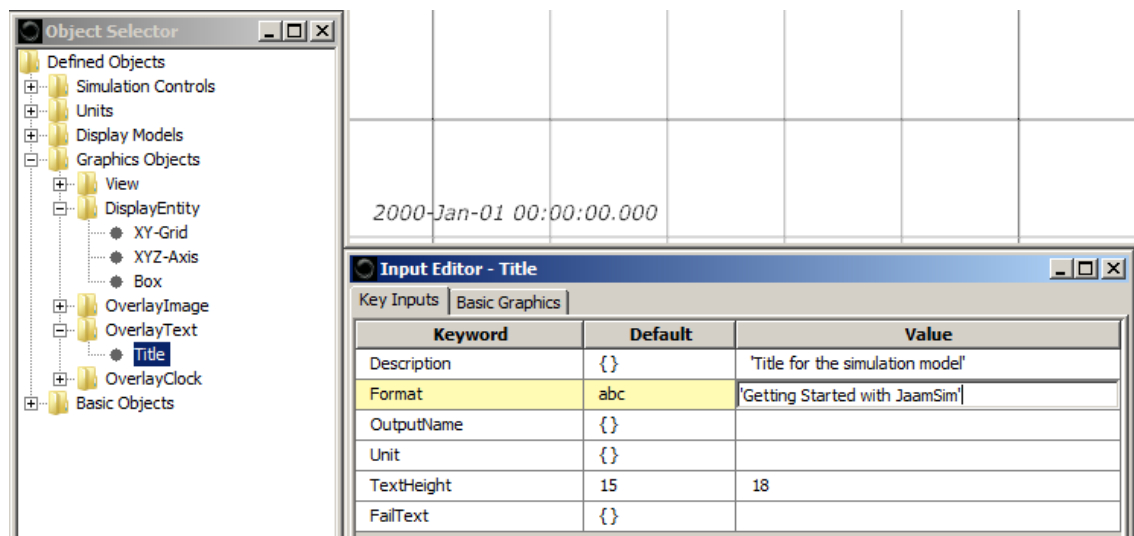 Object Selector
Defined Objects
Simulation Controls
Units
Display Models
Graphics Objects
View
DisplayEntity
XY-Grid
XYZ-Axis
Box
OverlayImage
OverlayText
Title
OverlayClock
Basic Objects
2000-Jan-01 00:00:00.000
Input Editor - Title
Key Inputs Basic Graphics
Keyword Default Value
Description {} 'Title for the simulation model'
Format abc 'Getting Started with JaamSim'
OutputName {}
Unit {}
TextHeight 15 18
FailText {}